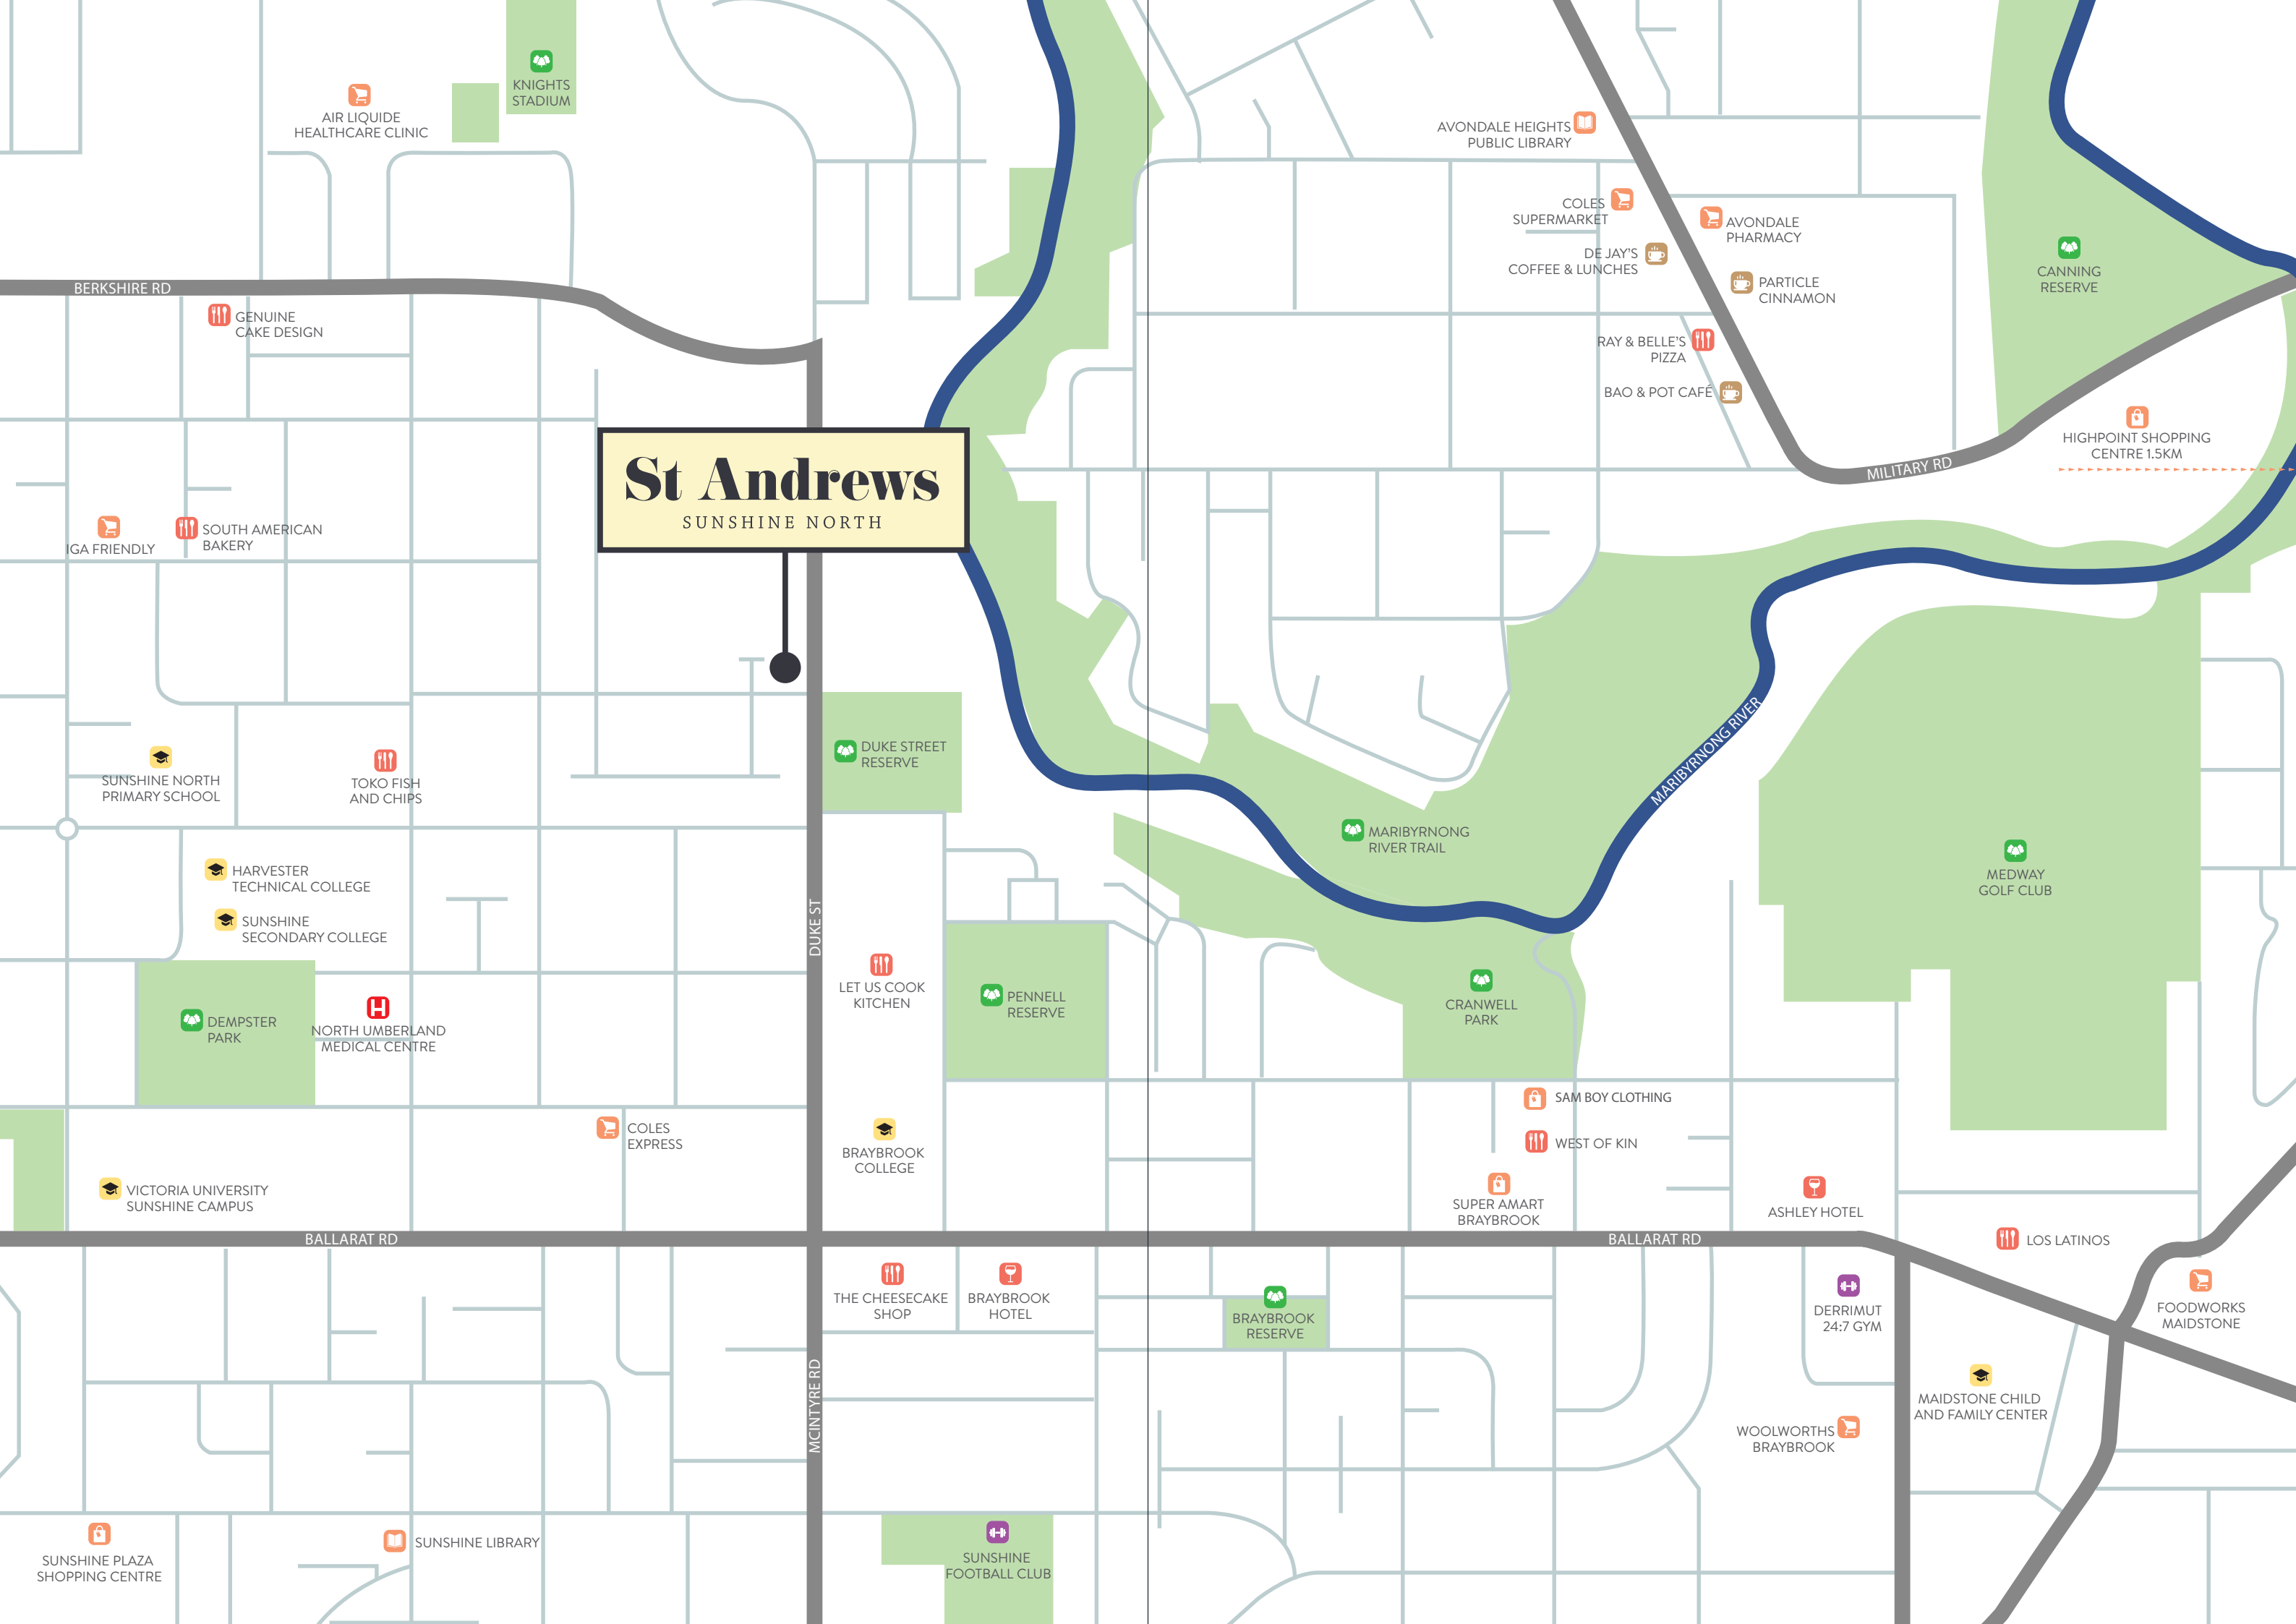 KNIGHTS
STADIUM
AIR LIQUIDE
HEALTHCARE CLINIC
AVONDALE HEIGHTS
PUBLIC LIBRARY
COLES
SUPERMARKET
AVONDALE
PHARMACY
DE JAY'S
COFFEE & LUNCHES
PARTICLE
CINNAMON
CANNING
RESERVE
BERKSHIRE RD
GENUINE
CAKE DESIGN
RAY & BELLE'S
PIZZA
BAO & POT CAFÉ
HIGHPOINT SHOPPING
CENTRE 1.5KM
MILITARY RD
St Andrews
SUNSHINE NORTH
IGA FRIENDLY
SOUTH AMERICAN
BAKERY
MARIBYRNONG RIVER
DUKE STREET
RESERVE
SUNSHINE NORTH
PRIMARY SCHOOL
TOKO FISH
AND CHIPS
MARIBYRNONG
RIVER TRAIL
HARVESTER
TECHNICAL COLLEGE
MEDWAY
GOLF CLUB
SUNSHINE
SECONDARY COLLEGE
DUKE ST
LET US COOK
KITCHEN
PENNELL
RESERVE
CRANWELL
PARK
DEMPSTER
PARK
NORTH UMBERLAND
MEDICAL CENTRE
SAM BOY CLOTHING
COLES
EXPRESS
WEST OF KIN
BRAYBROOK
COLLEGE
VICTORIA UNIVERSITY
SUNSHINE CAMPUS
SUPER AMART
BRAYBROOK
ASHLEY HOTEL
BALLARAT RD
BALLARAT RD
LOS LATINOS
THE CHEESECAKE
SHOP
BRAYBROOK
HOTEL
BRAYBROOK
RESERVE
DERRIMUT
24:7 GYM
FOODWORKS
MAIDSTONE
MCINTYRE RD
MAIDSTONE CHILD
AND FAMILY CENTER
WOOLWORTHS
BRAYBROOK
SUNSHINE PLAZA
SHOPPING CENTRE
SUNSHINE LIBRARY
SUNSHINE
FOOTBALL CLUB